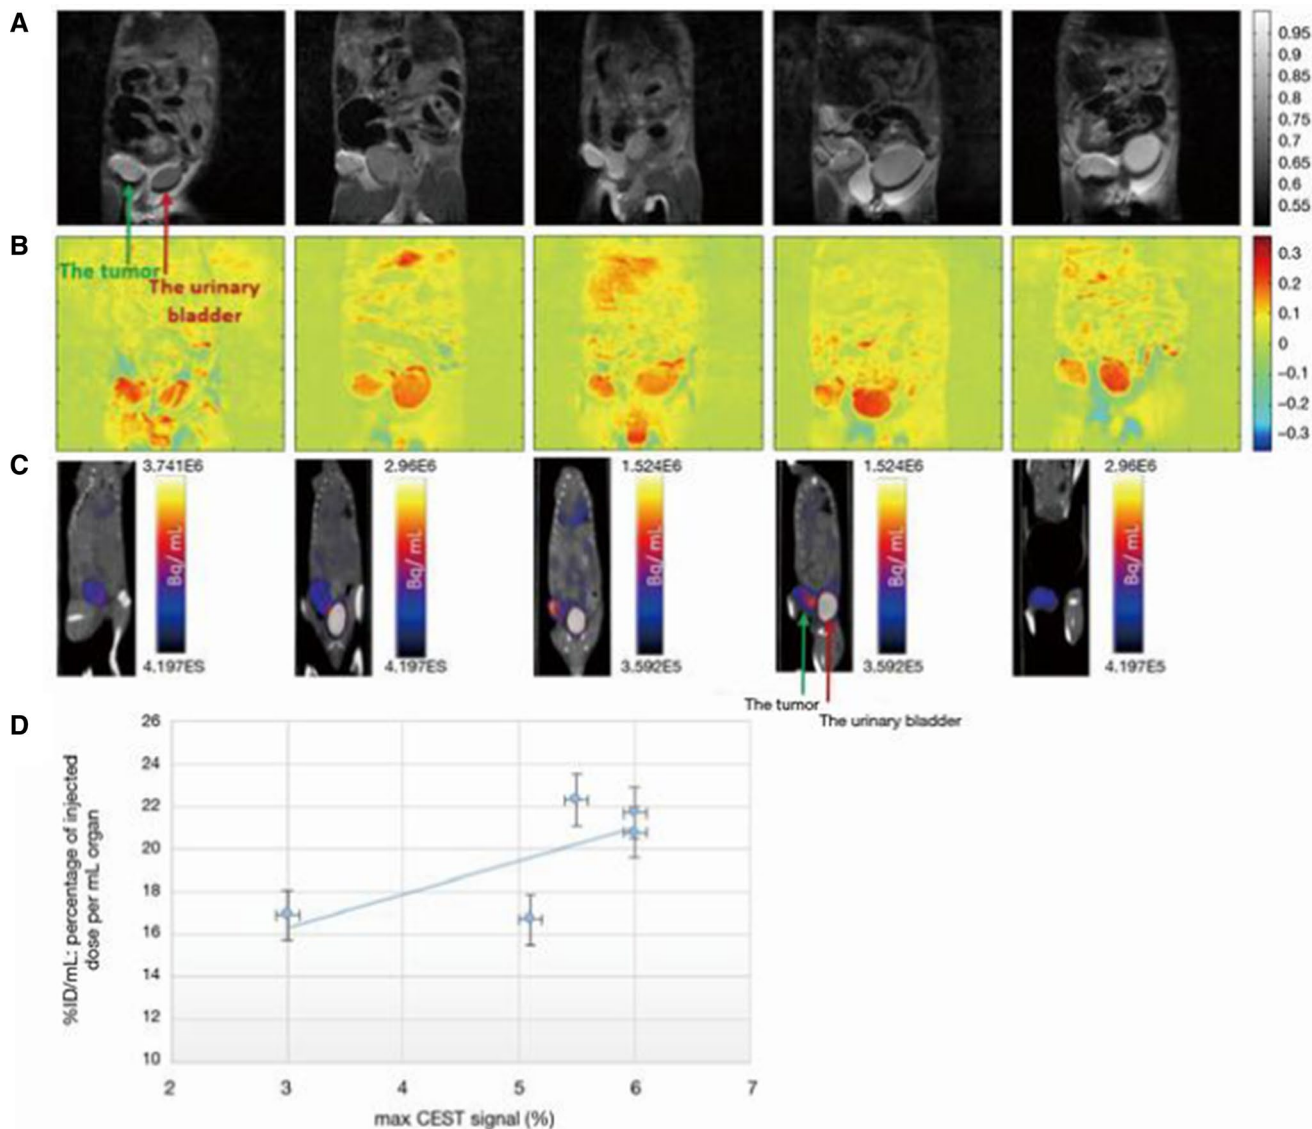 A
0.95
0.9
0.85
0.8
0.75
0.7
0.65
0.6
0.55
B
The tumor
The urinary
bladder
0.3
0.2
0.1
0
−0.1
−0.2
−0.3
C
3.741E6
2.96E6
1.524E6
1.524E6
2.96E6
Bq/ mL
Bq/ mL
Bq/ mL
Bq/ mL
Bq/ mL
4.197ES
4.197ES
3.592E5
3.592E5
4.197E5
The tumor
The urinary bladder
D
%ID/mL: percentage of injected
dose per mL organ
26
24
22
20
18
16
14
12
10
2 3 4 5 6 7
max CEST signal (%)